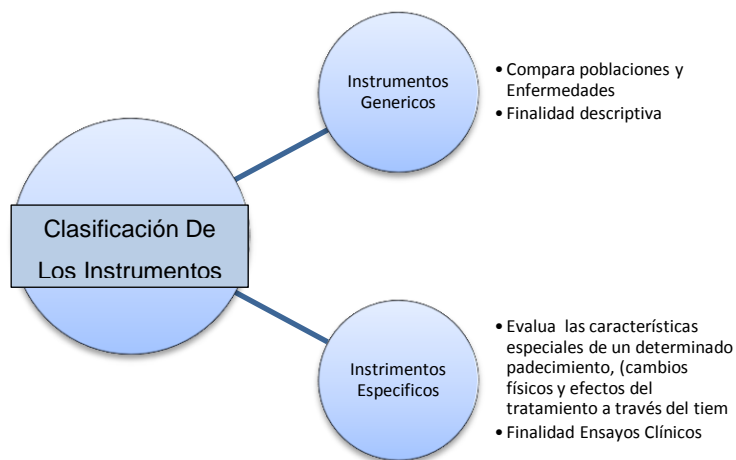 Clasificación De
Los Instrumentos
Instrumentos
Genericos
• Compara poblaciones y
Enfermedades
• Finalidad descriptiva
Instrimentos
Especificos
• Evalua las características
especiales de un determinado
padecimiento, (cambios
físicos y efectos del
tratamiento a través del tiem
• Finalidad Ensayos Clínicos